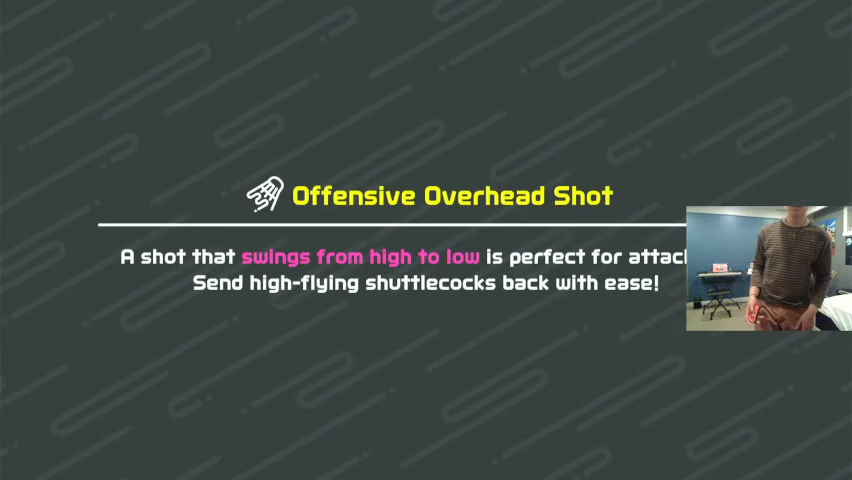 Offensive Overhead Shot
A shot that swings from high to low is perfect for attac
Send high-flying shuttlecocks back with ease!